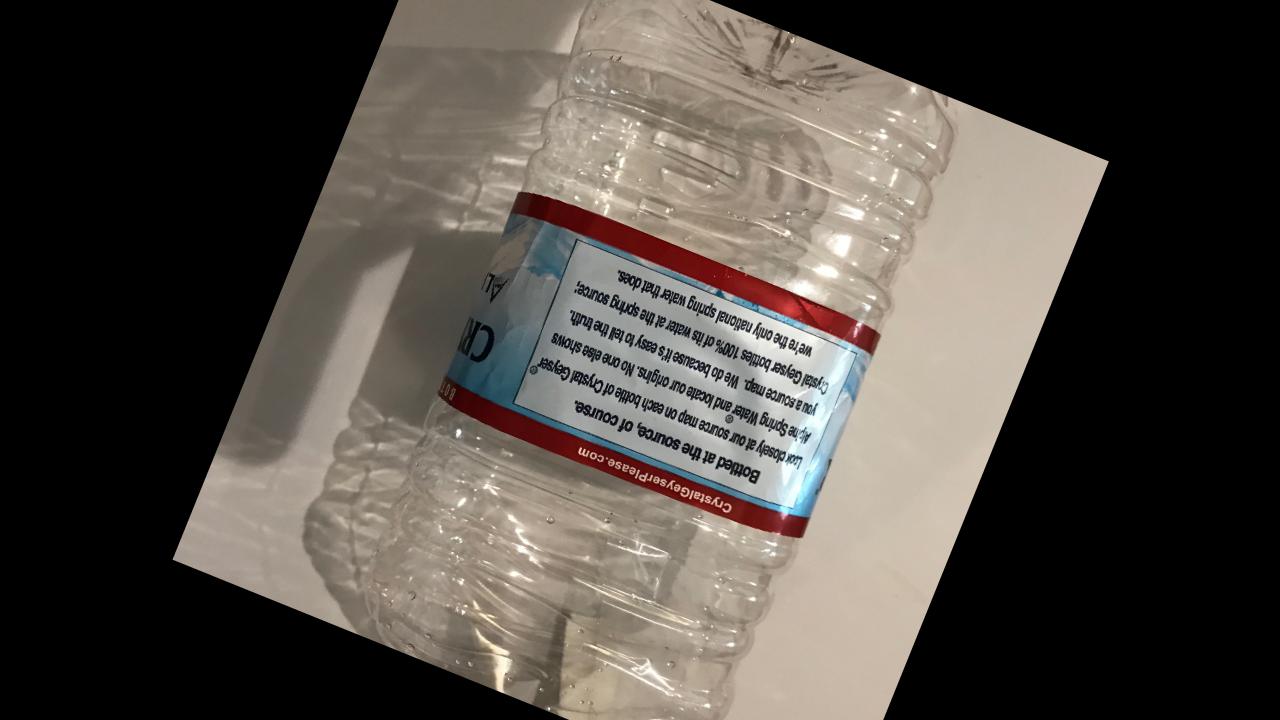 CrystalGeyserPlease.com
Bottled at the source, of course.
Look closely at our source map on each bottle of Crystal Geyser®
Alpine Spring Water® and locate our origins. No one else shows
you a source map. We do because it's easy to tell the truth.
Crystal Geyser bottles 100% of its water at the spring source;
we're the only national spring water that does.